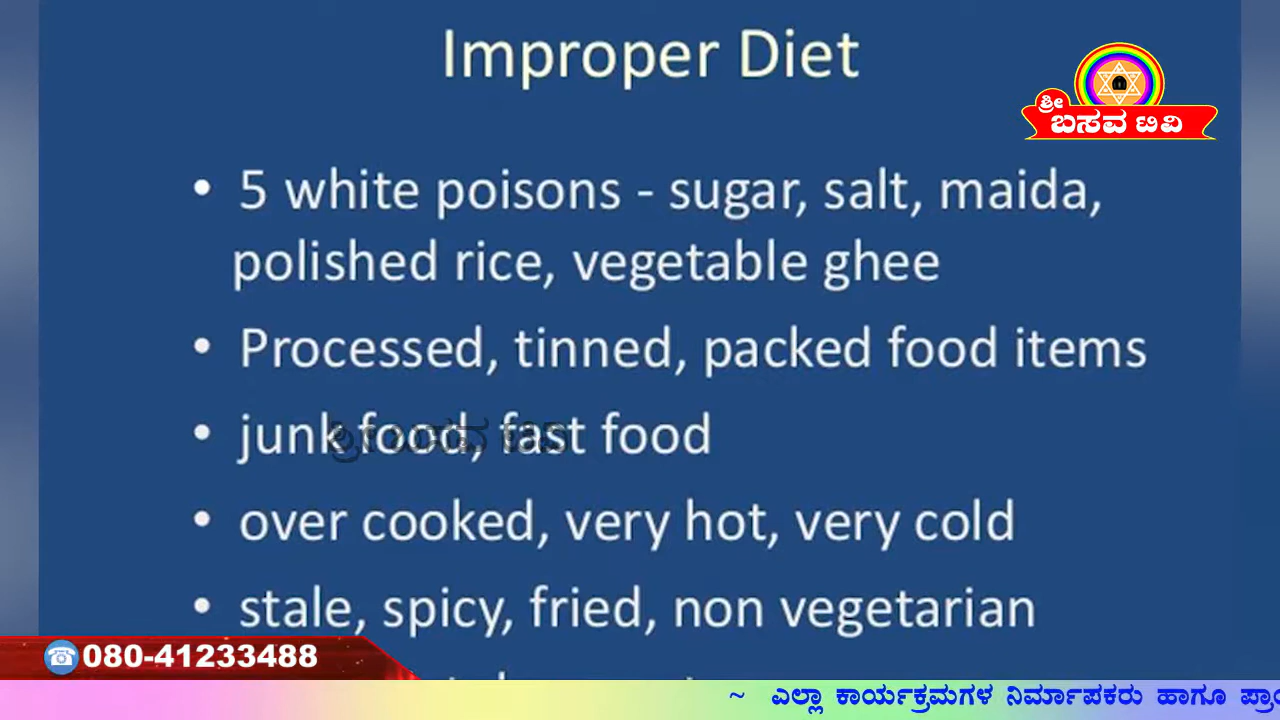 Improper Diet
ಶ್ರೀ
ಬಸವ ಟಿವಿ
• 5 white poisons - sugar, salt, maida,
polished rice, vegetable ghee
• Processed, tinned, packed food items
• junk food, fast food
ಶ್ರೀ ಬಸವ ಟಿವಿ
• over cooked, very hot, very cold
• stale, spicy, fried, non vegetarian
080-41233488
~ ಎಲ್ಲಾ ಕಾರ್ಯಕ್ರಮಗಳ ನಿರ್ಮಾಪಕರು ಹಾಗೂ